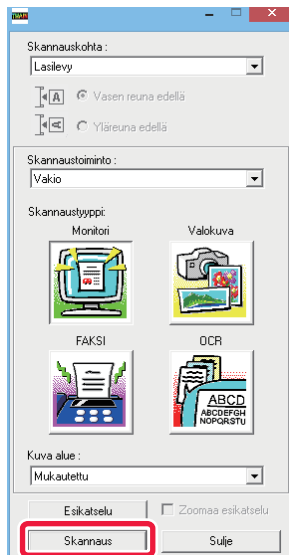 TWAIN
Skannauskohta :
Lasilevy
A
Vasen reuna edellä
A
Yläreuna edellä
Skannaustoiminto :
Vakio
Skannaustyyppi:
Monitori
Valokuva
FAKSI
OCR
ABCD
ABCDEFGH
NOPQRSTU
Kuva alue :
Mukautettu
Esikatselu
Zoomaa esikatselu
Skannaus
Sulje